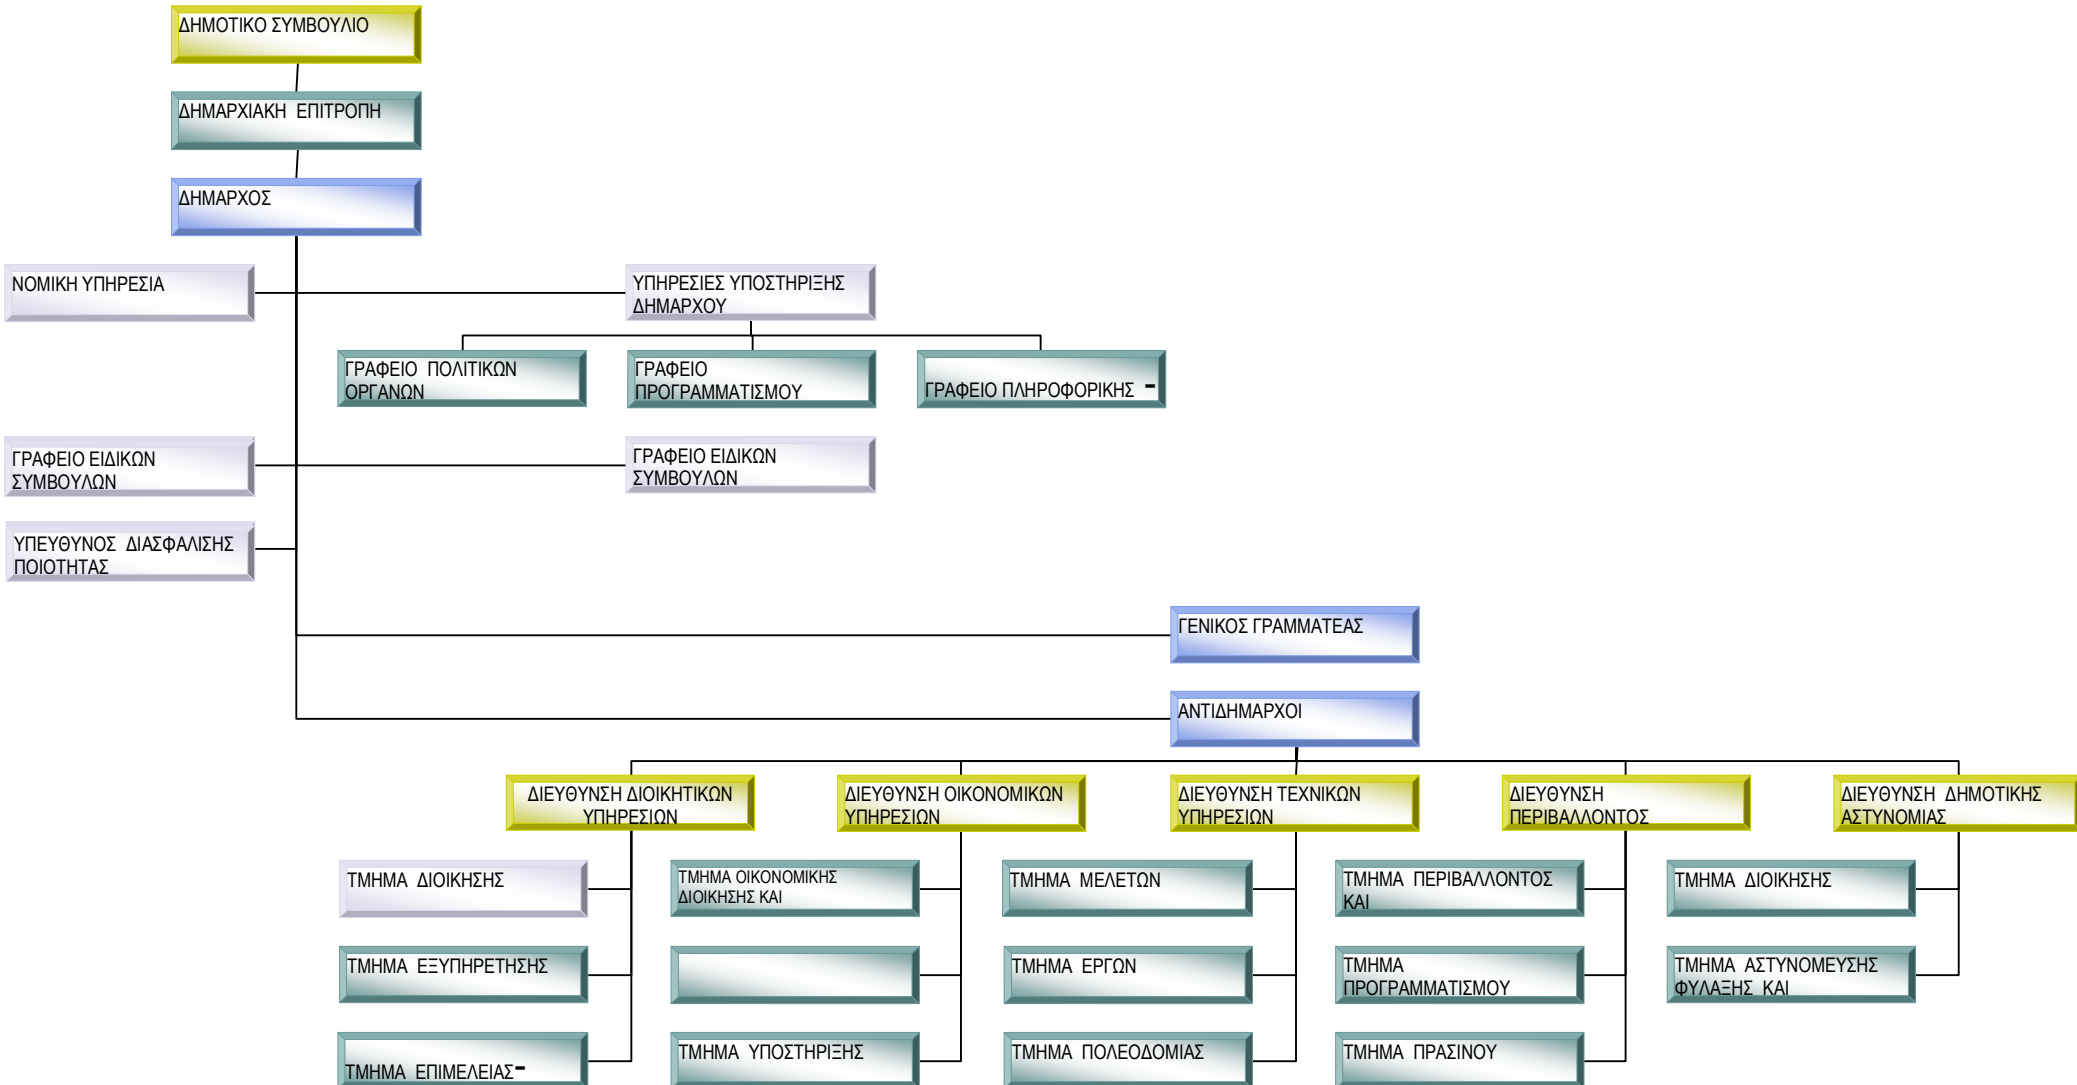 ΔΗΜΟΤΙΚΟ ΣΥΜΒΟΥΛΙΟ
ΔΗΜΑΡΧΙΑΚΗ ΕΠΙΤΡΟΠΗ
ΔΗΜΑΡΧΟΣ
ΝΟΜΙΚΗ ΥΠΗΡΕΣΙΑ
ΥΠΗΡΕΣΙΕΣ ΥΠΟΣΤΗΡΙΞΗΣ
ΔΗΜΑΡΧΟΥ
ΓΡΑΦΕΙΟ ΠΟΛΙΤΙΚΩΝ
ΟΡΓΑΝΩΝ
ΓΡΑΦΕΙΟ
ΠΡΟΓΡΑΜΜΑΤΙΣΜΟΥ
ΓΡΑΦΕΙΟ ΠΛΗΡΟΦΟΡΙΚΗΣ -
ΓΡΑΦΕΙΟ ΕΙΔΙΚΩΝ
ΣΥΜΒΟΥΛΩΝ
ΓΡΑΦΕΙΟ ΕΙΔΙΚΩΝ
ΣΥΜΒΟΥΛΩΝ
ΥΠΕΥΘΥΝΟΣ ΔΙΑΣΦΑΛΙΣΗΣ
ΠΟΙΟΤΗΤΑΣ
ΓΕΝΙΚΟΣ ΓΡΑΜΜΑΤΕΑΣ
ΑΝΤΙΔΗΜΑΡΧΟΙ
ΔΙΕΥΘΥΝΣΗ ΔΙΟΙΚΗΤΙΚΩΝ
ΥΠΗΡΕΣΙΩΝ
ΔΙΕΥΘΥΝΣΗ ΟΙΚΟΝΟΜΙΚΩΝ
ΥΠΗΡΕΣΙΩΝ
ΔΙΕΥΘΥΝΣΗ ΤΕΧΝΙΚΩΝ
ΥΠΗΡΕΣΙΩΝ
ΔΙΕΥΘΥΝΣΗ
ΠΕΡΙΒΑΛΛΟΝΤΟΣ
ΔΙΕΥΘΥΝΣΗ ΔΗΜΟΤΙΚΗΣ
ΑΣΤΥΝΟΜΙΑΣ
ΤΜΗΜΑ ΔΙΟΙΚΗΣΗΣ
ΤΜΗΜΑ ΟΙΚΟΝΟΜΙΚΗΣ
ΔΙΟΙΚΗΣΗΣ ΚΑΙ
ΤΜΗΜΑ ΜΕΛΕΤΩΝ
ΤΜΗΜΑ ΠΕΡΙΒΑΛΛΟΝΤΟΣ
ΚΑΙ
ΤΜΗΜΑ ΔΙΟΙΚΗΣΗΣ
ΤΜΗΜΑ ΕΞΥΠΗΡΕΤΗΣΗΣ
ΤΜΗΜΑ ΕΡΓΩΝ
ΤΜΗΜΑ
ΠΡΟΓΡΑΜΜΑΤΙΣΜΟΥ
ΤΜΗΜΑ ΑΣΤΥΝΟΜΕΥΣΗΣ
ΦΥΛΑΞΗΣ ΚΑΙ
ΤΜΗΜΑ ΕΠΙΜΕΛΕΙΑΣ-
ΤΜΗΜΑ ΥΠΟΣΤΗΡΙΞΗΣ
ΤΜΗΜΑ ΠΟΛΕΟΔΟΜΙΑΣ
ΤΜΗΜΑ ΠΡΑΣΙΝΟΥ